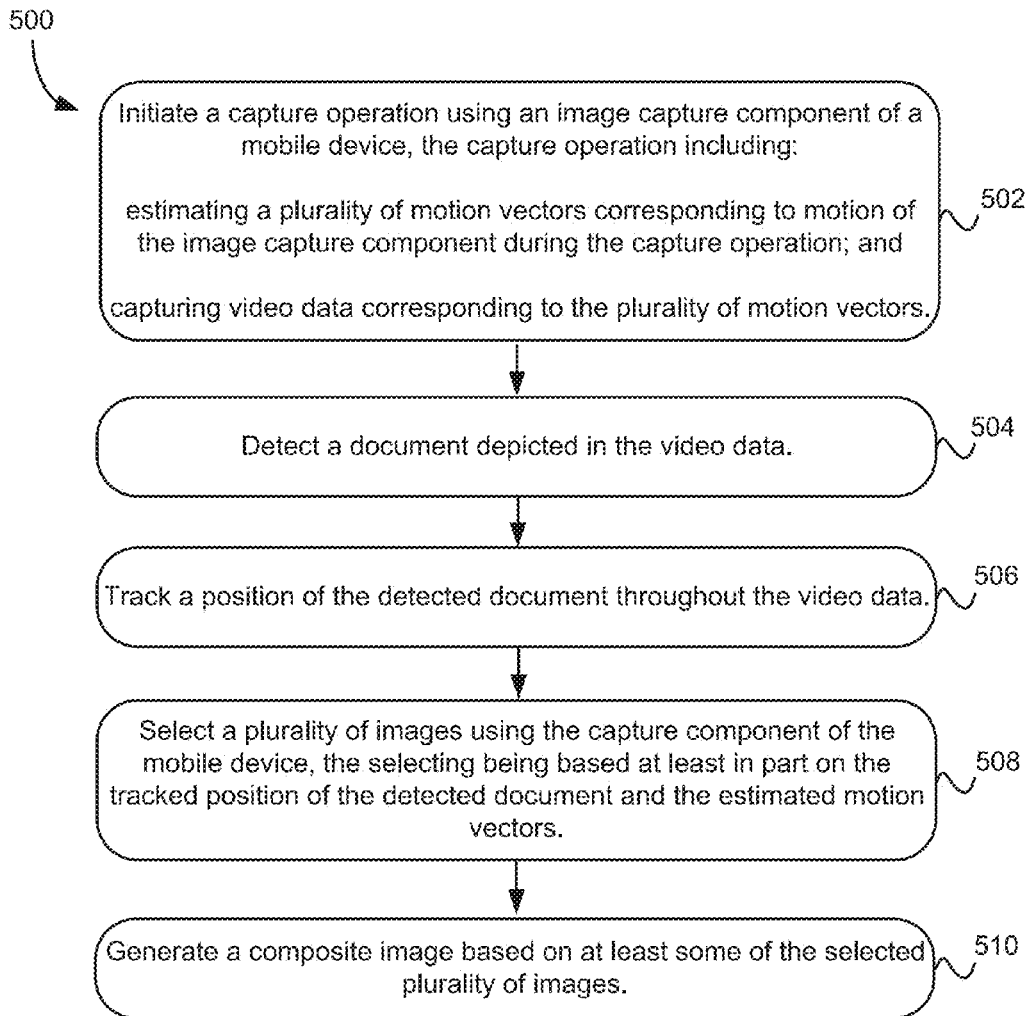 500
Initiate a capture operation using an image capture component of a
mobile device, the capture operation including:
estimating a plurality of motion vectors corresponding to motion of
the image capture component during the capture operation; and
capturing video data corresponding to the plurality of motion vectors.
502
Detect a document depicted in the video data.
504
Track a position of the detected document throughout the video data.
506
Select a plurality of images using the capture component of the
mobile device, the selecting being based at least in part on the
tracked position of the detected document and the estimated motion
vectors.
508
Generate a composite image based on at least some of the selected
plurality of images.
510